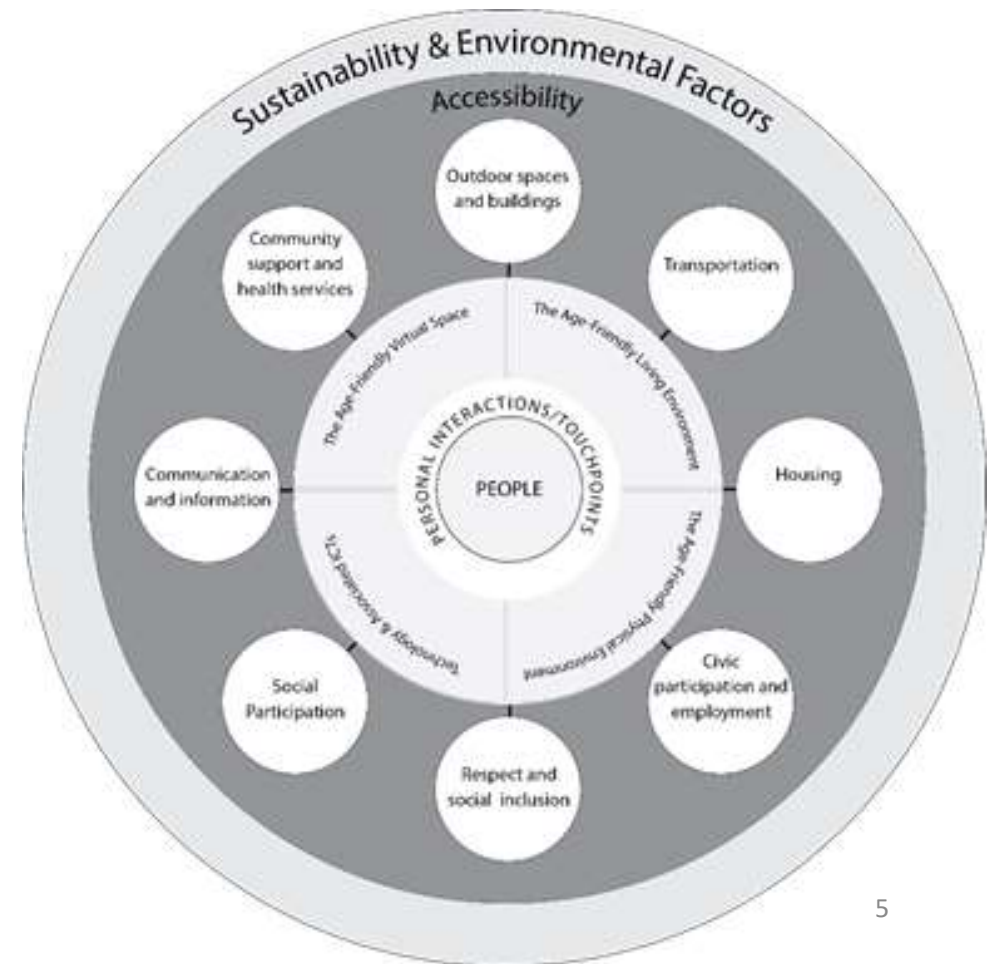 Sustainability & Environmental Factors
Accessibility
Outdoor spaces
and buildings
Transportation
Housing
Civic
participation and
employment
Respect and
social inclusion
Social
Participation
Communication
and information
Community
support and
health services
The Age-Friendly Virtual Space
The Age-Friendly Living Environment
The Age-Friendly Physical Environment
Technology & Associated ICTs
PERSONAL INTERACTIONS/TOUCHPOINTS
PEOPLE
5